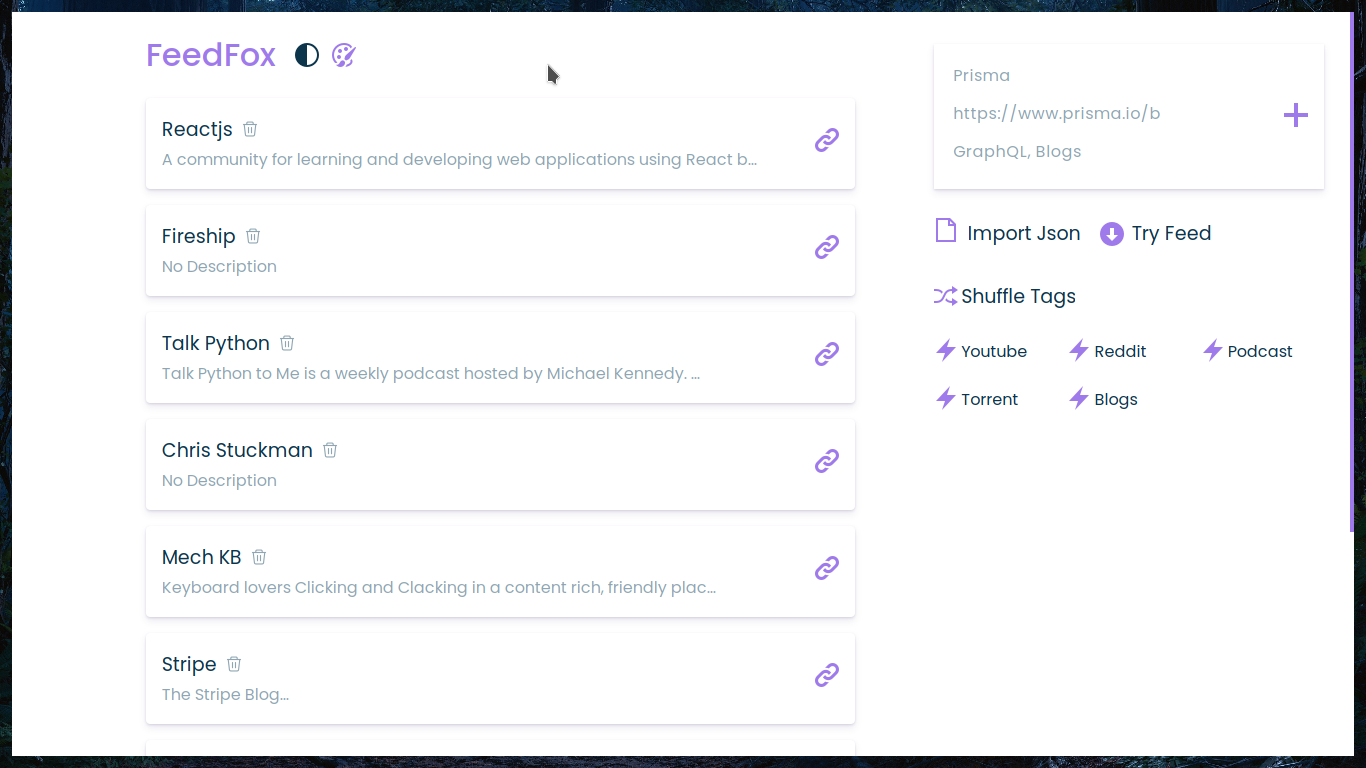 FeedFox
Reactjs
A community for learning and developing web applications using React b...
Fireship
No Description
Talk Python
Talk Python to Me is a weekly podcast hosted by Michael Kennedy. ...
Chris Stuckman
No Description
Mech KB
Keyboard lovers Clicking and Clacking in a content rich, friendly plac...
Stripe
The Stripe Blog...
Prisma
https://www.prisma.io/b
GraphQL, Blogs
Import Json
Try Feed
Shuffle Tags
Youtube
Reddit
Podcast
Torrent
Blogs